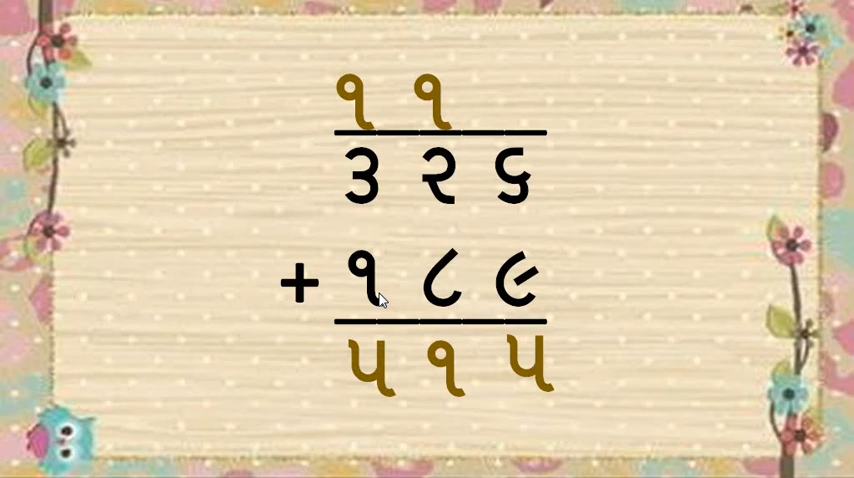 ૧ ૧
૩ ૨ ૬
+ ૧ ૮ ૯
૫ ૧ ૫